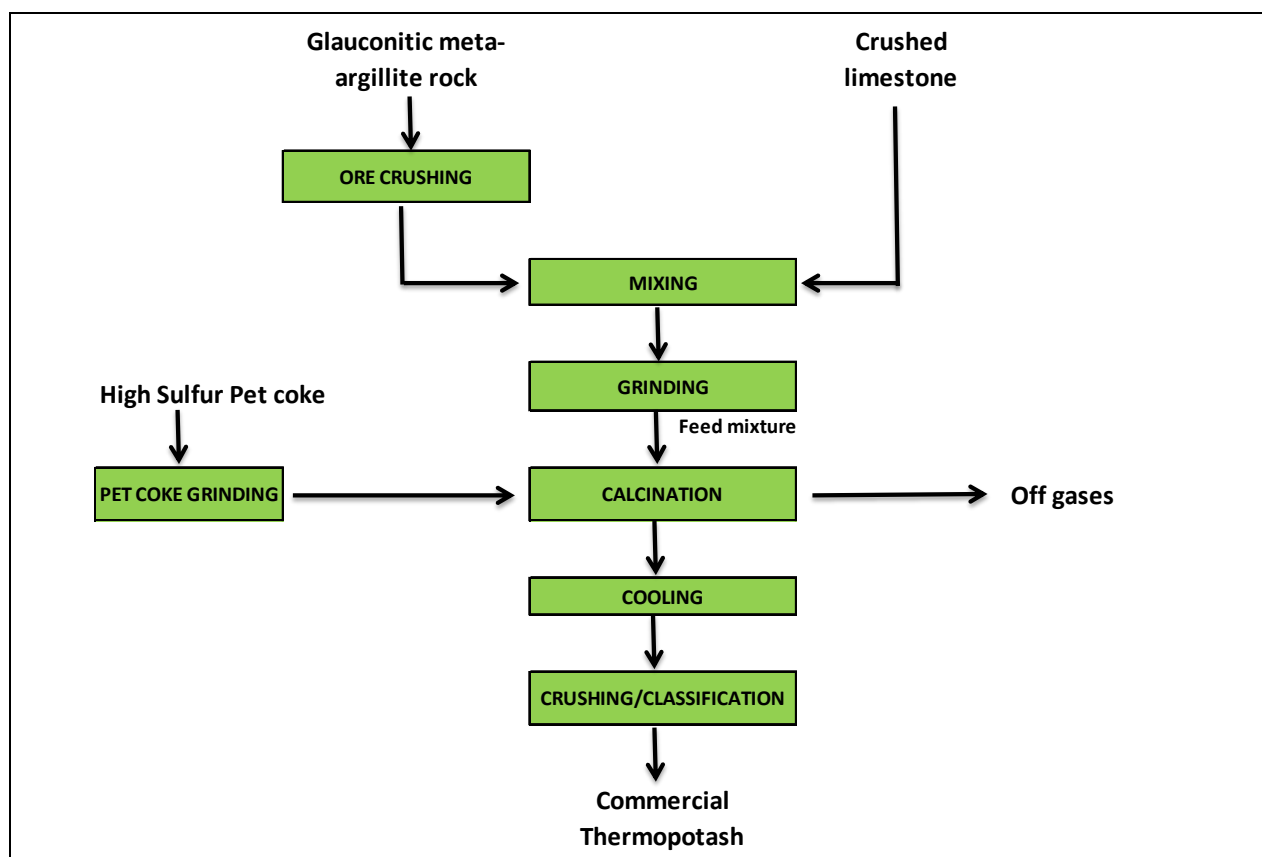 Glauconitic meta-
argillite rock
Crushed
limestone
ORE CRUSHING
MIXING
GRINDING
High Sulfur Pet coke
Feed mixture
PET COKE GRINDING
CALCINATION
Off gases
COOLING
CRUSHING/CLASSIFICATION
Commercial
Thermopotash